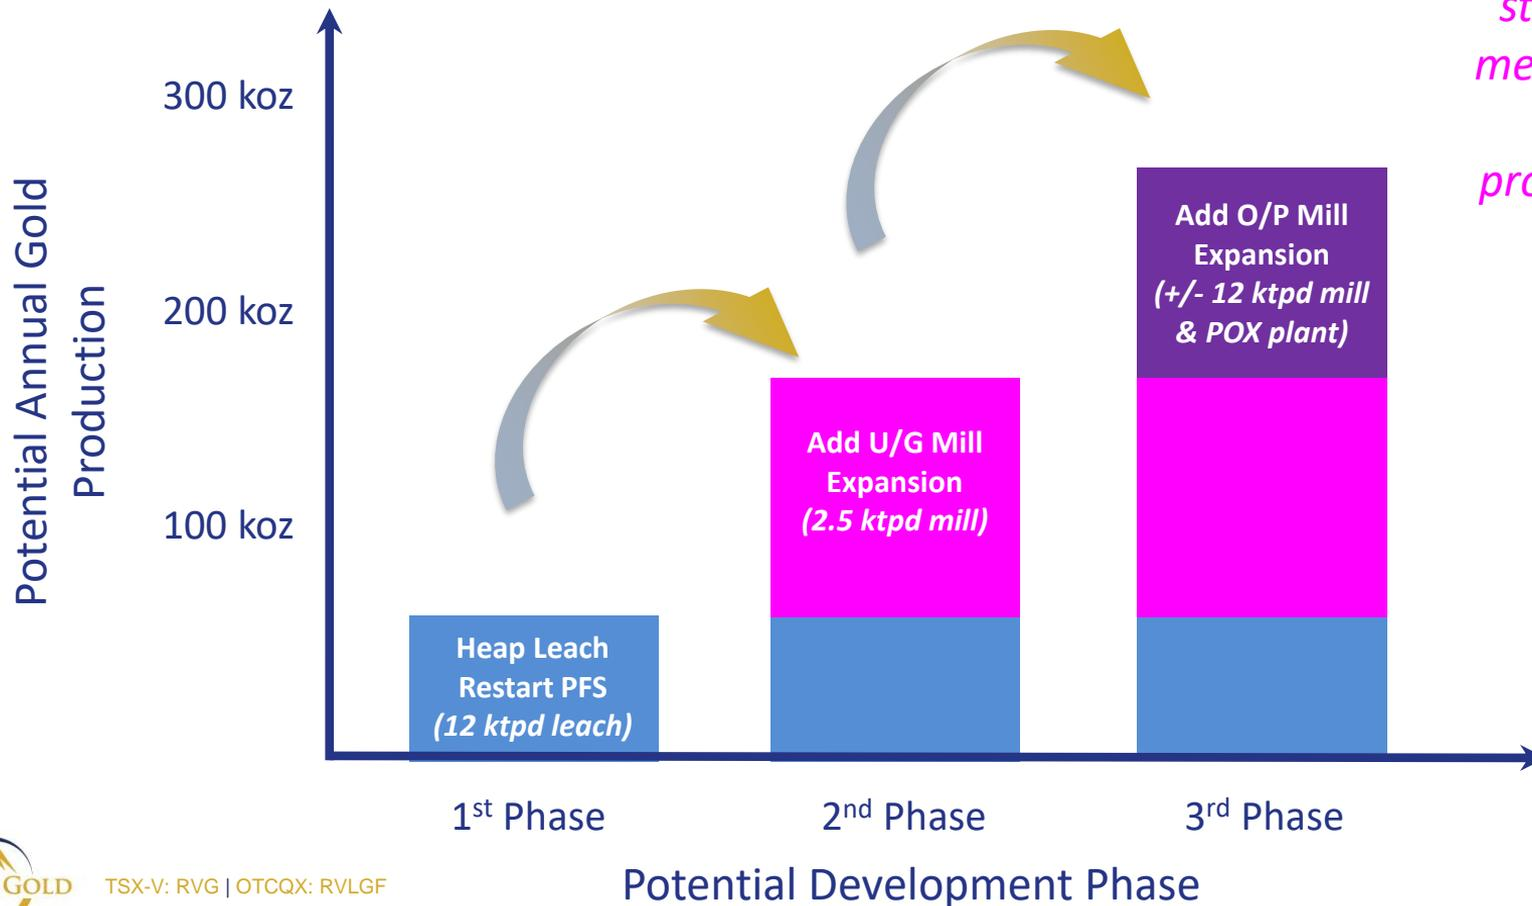 300 koz
200 koz
100 koz
Potential Annual Gold
Production
Add O/P Mill
Expansion
(+/- 12 ktpd mill
& POX plant)
Add U/G Mill
Expansion
(2.5 ktpd mill)
Heap Leach
Restart PFS
(12 ktpd leach)
1st Phase
2nd Phase
3rd Phase
Potential Development Phase
GOLD
TSX-V: RVG | OTCQX: RVLGF